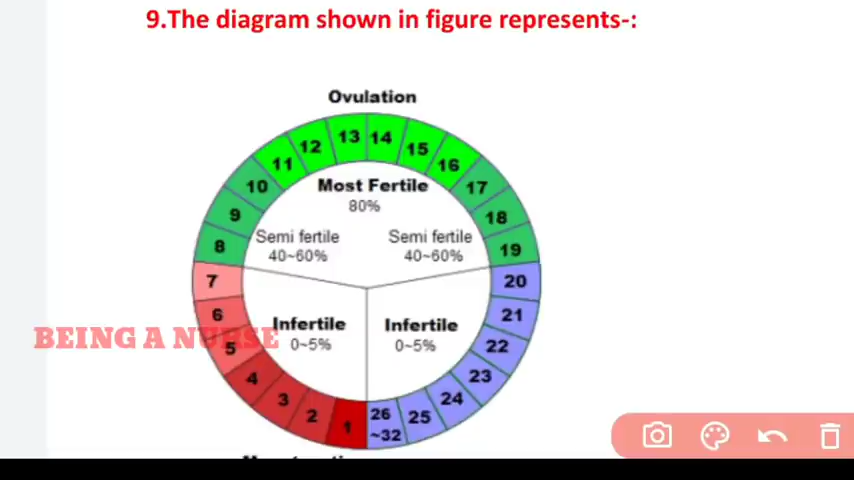 9.The diagram shown in figure represents-:
Ovulation
11 12 13 14 15 16
10 17
9 18
8 19
Most Fertile
80%
Semi fertile Semi fertile
40~60% 40~60%
7 20
6 21
5 22
4 23
3 24
2 25
1 26
~32
Infertile Infertile
0~5% 0~5%
BEING A NURSE